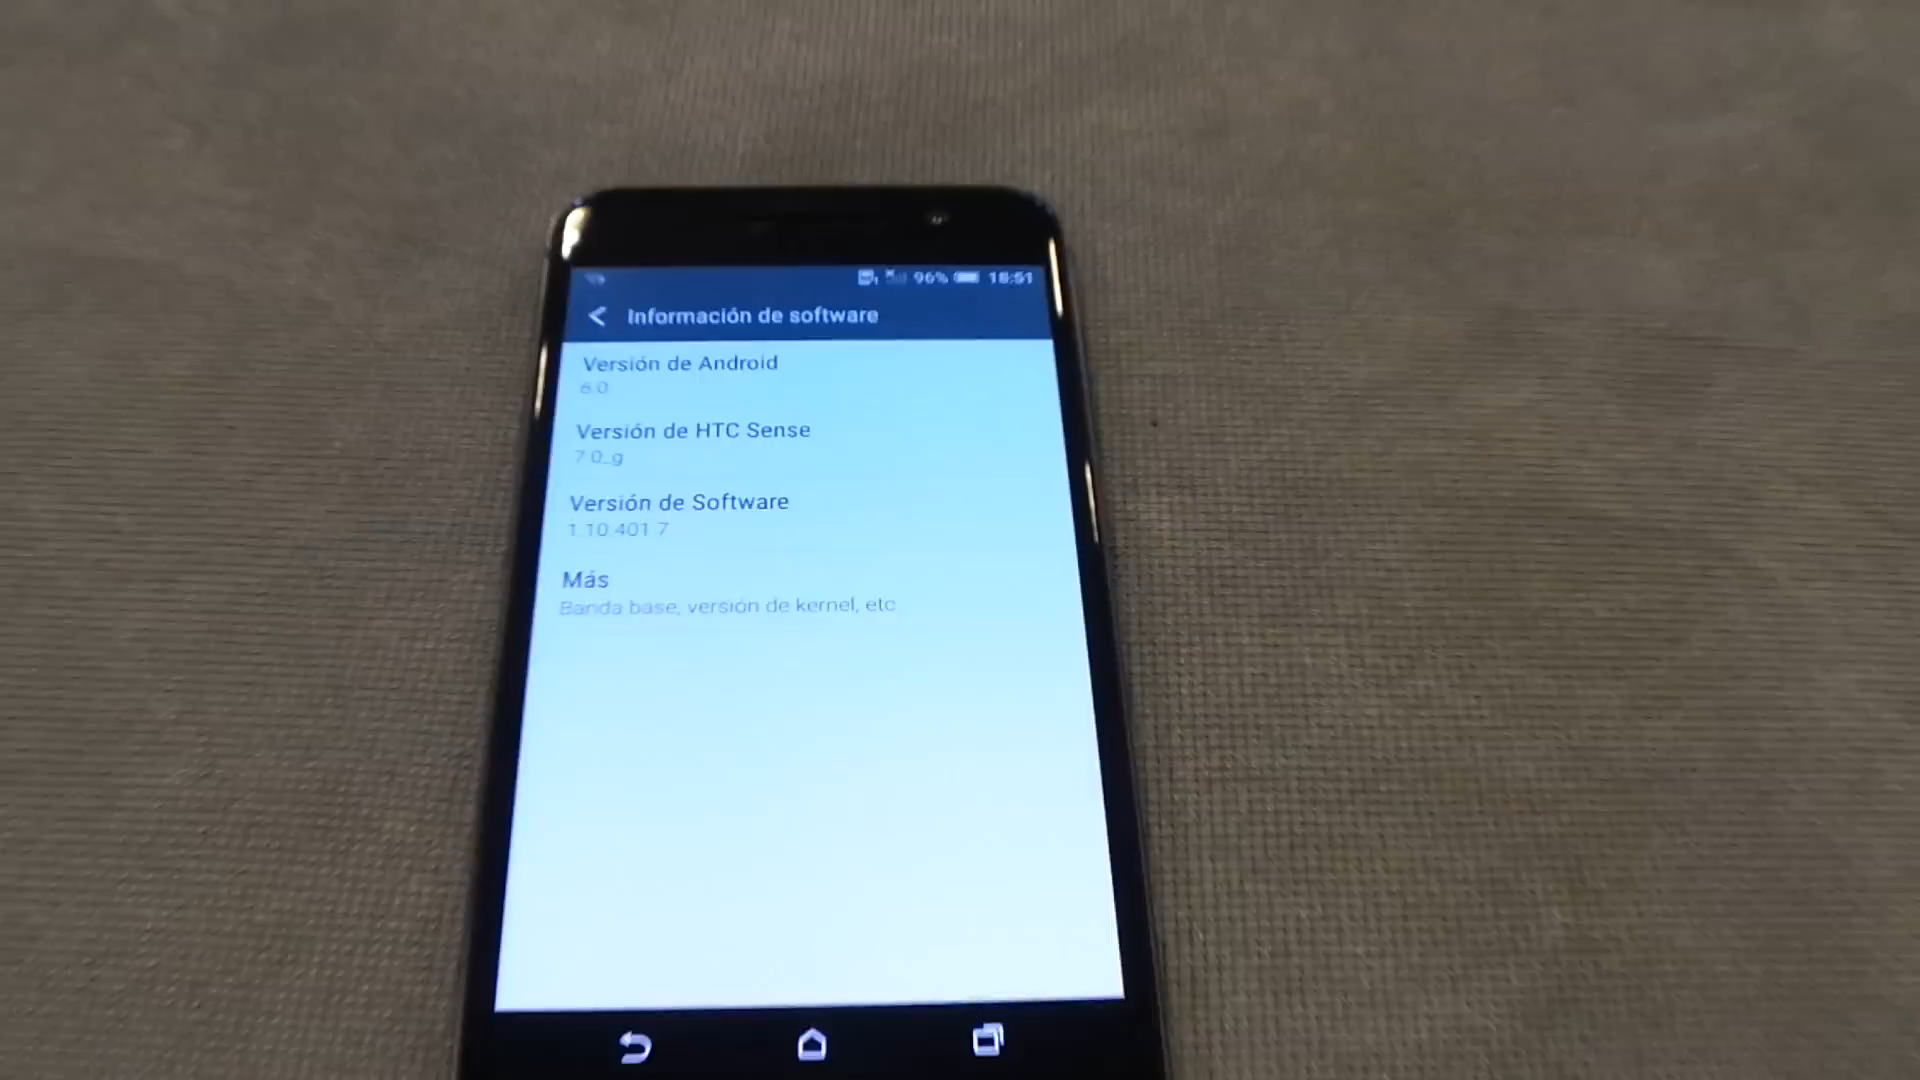 96% 18:51
Información de software
Versión de Android
6.0
Versión de HTC Sense
7.0_g
Versión de Software
1.10.401.7
Más
Banda base, versión de kernel, etc